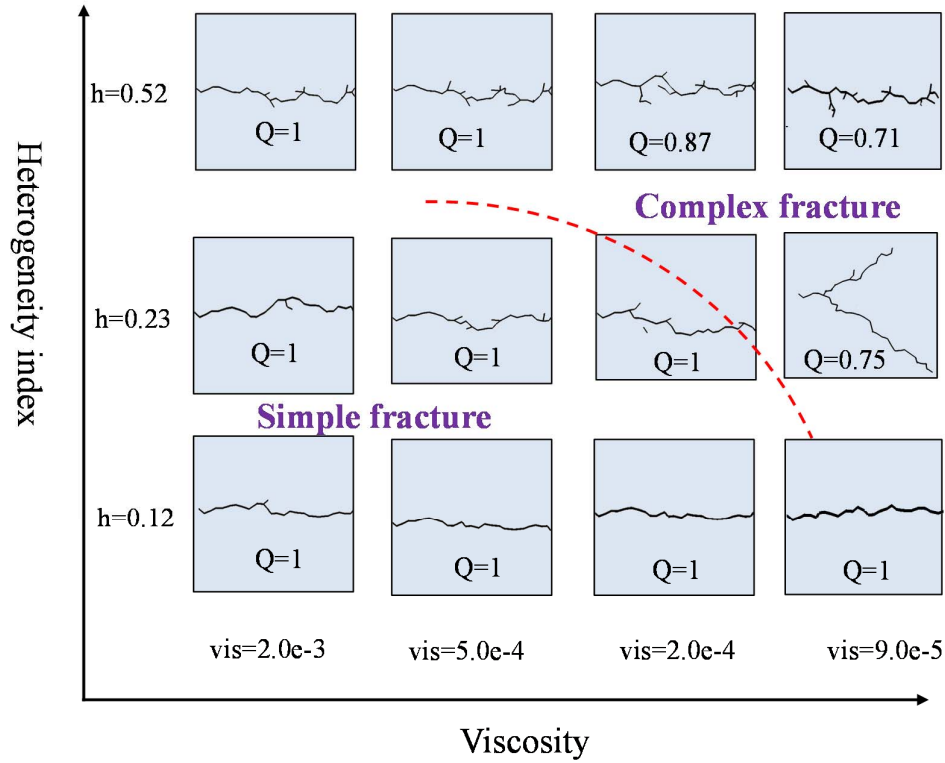 h=0.52
Q=1
Q=1
Q=0.87
Q=0.71
Complex fracture
Heterogeneity index
h=0.23
Q=1
Q=1
Q=1
Q=0.75
Simple fracture
h=0.12
Q=1
Q=1
Q=1
Q=1
vis=2.0e-3
vis=5.0e-4
vis=2.0e-4
vis=9.0e-5
Viscosity